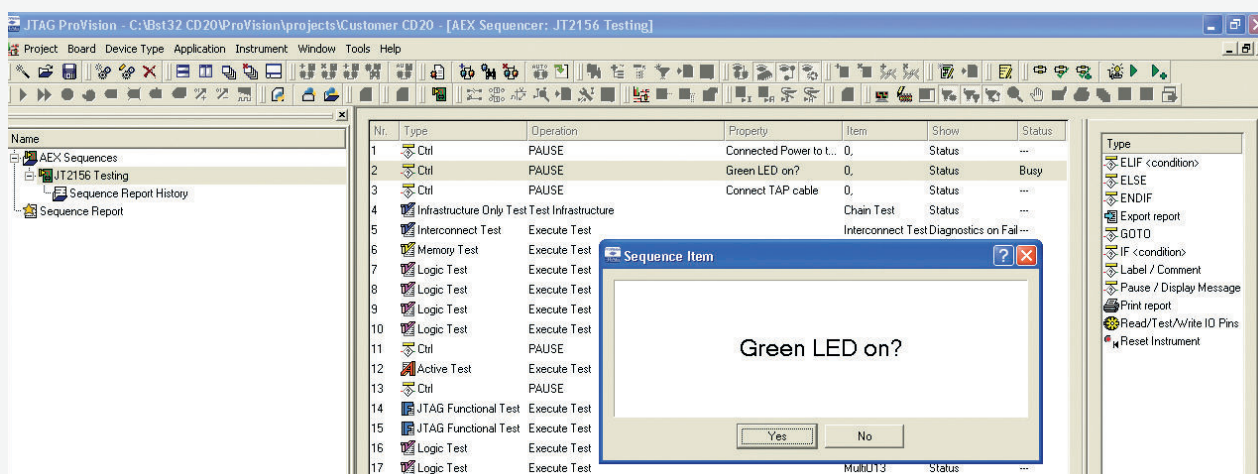 JTAG ProVision - C:\Bst32 CD20\ProVision\projects\Customer CD20 - [AEX Sequencer: JT2156 Testing]
Project Board Device Type Application Instrument Window Tools Help
Name
AEX Sequences
JT2156 Testing
Sequence Report History
Sequence Report
Nr. Type Operation Property Item Show Status
1 Ctrl PAUSE Connected Power to t... 0, Status ---
2 Ctrl PAUSE Green LED on? 0, Status Busy
3 Ctrl PAUSE Connect TAP cable 0, Status ---
4 Infrastructure Only Test Test Infrastructure Chain Test Status ---
5 Interconnect Test Execute Test Interconnect Test Diagnostics on Fail ---
6 Memory Test Execute Test
7 Logic Test Execute Test
8 Logic Test Execute Test
9 Logic Test Execute Test
10 Logic Test Execute Test
11 Ctrl PAUSE
12 Active Test Execute Test
13 Ctrl PAUSE
14 JTAG Functional Test Execute Test
15 JTAG Functional Test Execute Test
16 Logic Test Execute Test
17 Logic Test Execute Test MultiU13 Status ---
Sequence Item
Green LED on?
Yes No
Type
ELIF <condition>
ELSE
ENDIF
Export report
GOTO
IF <condition>
Label / Comment
Pause / Display Message
Print report
Read/Test/Write IO Pins
Reset Instrument